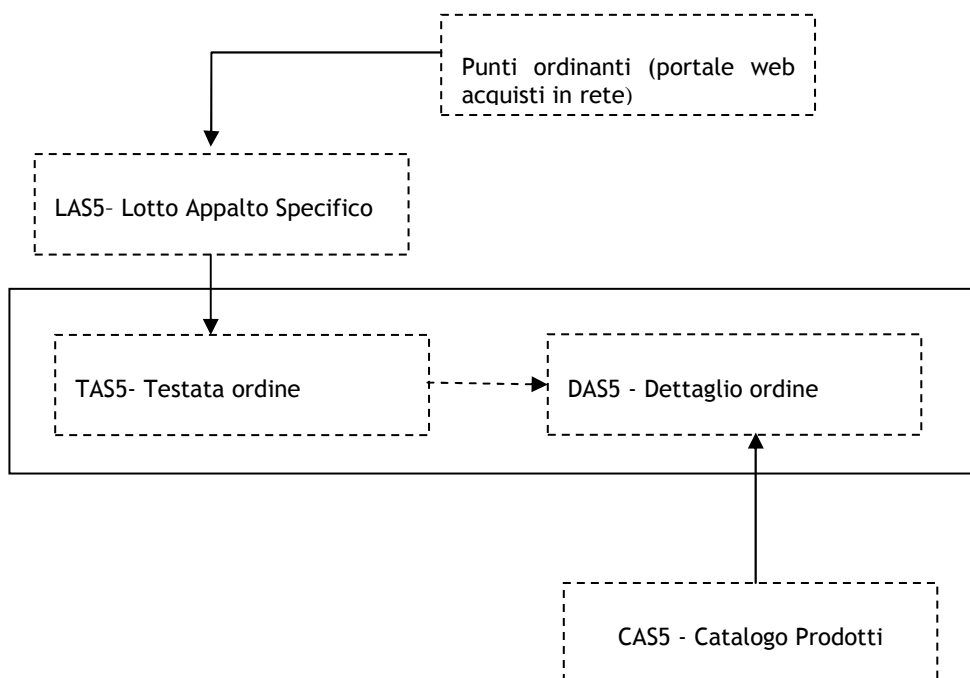 Punti ordinanti (portale web
acquisti in rete)
LAS5– Lotto Appalto Specifico
TAS5- Testata ordine
DAS5 - Dettaglio ordine
CAS5 - Catalogo Prodotti